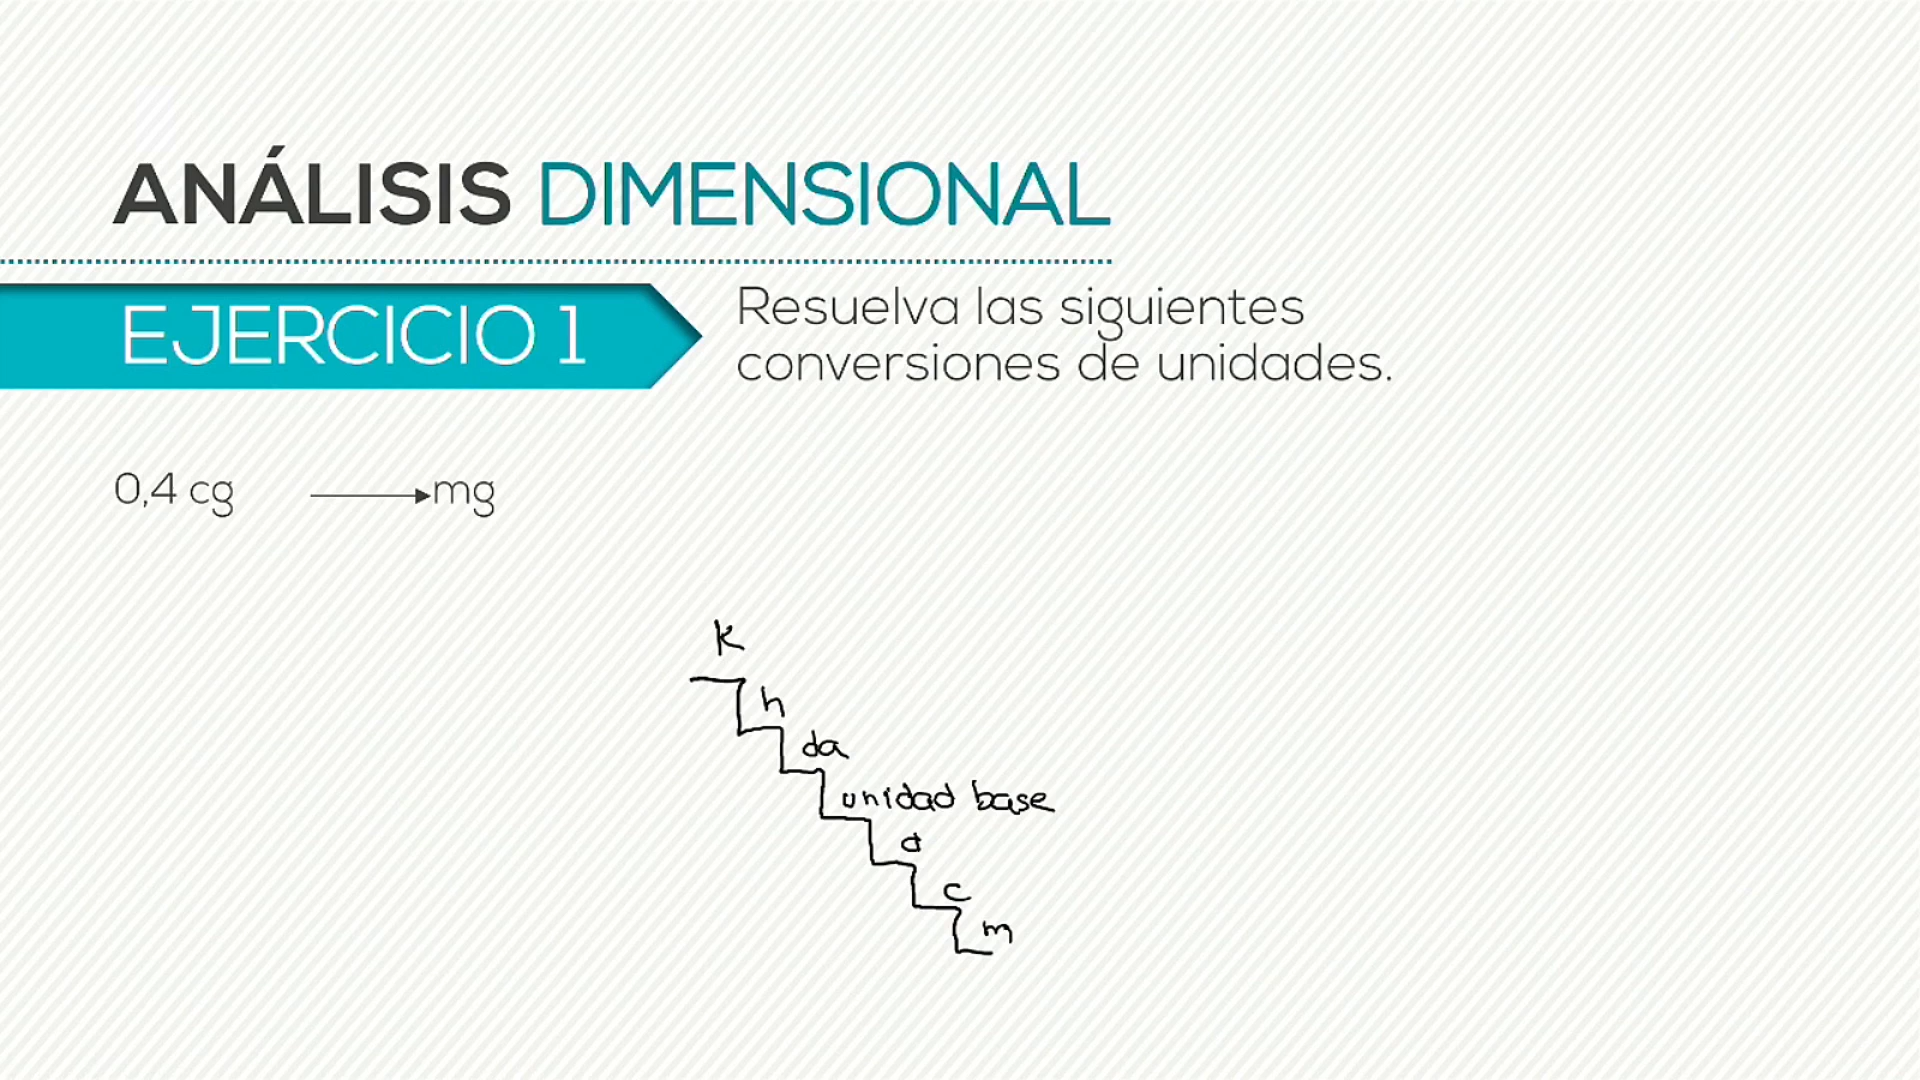 ANÁLISIS DIMENSIONAL
EJERCICIO 1
Resuelva las siguientes
conversiones de unidades.
0,4 cg mg
K
h
da
unidad base
d
c
m